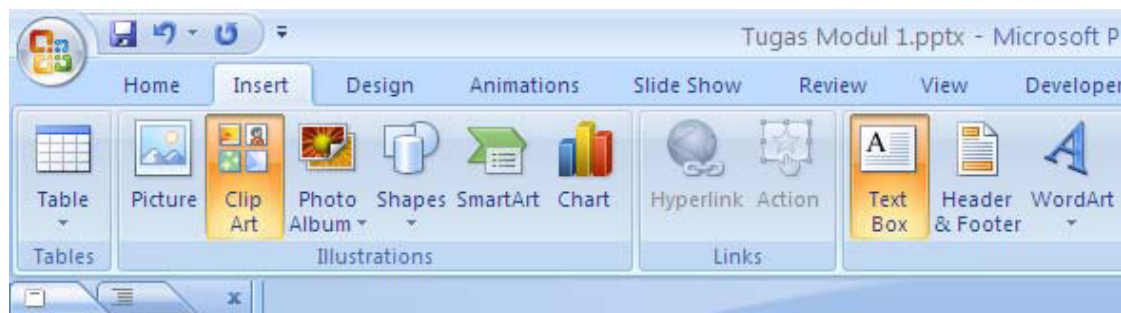 Tugas Modul 1.pptx - Microsoft P
Home Insert Design Animations Slide Show Review View Developer
Table Picture Clip Art Photo Album Shapes SmartArt Chart Hyperlink Action Text Box Header & Footer WordArt
Tables Illustrations Links